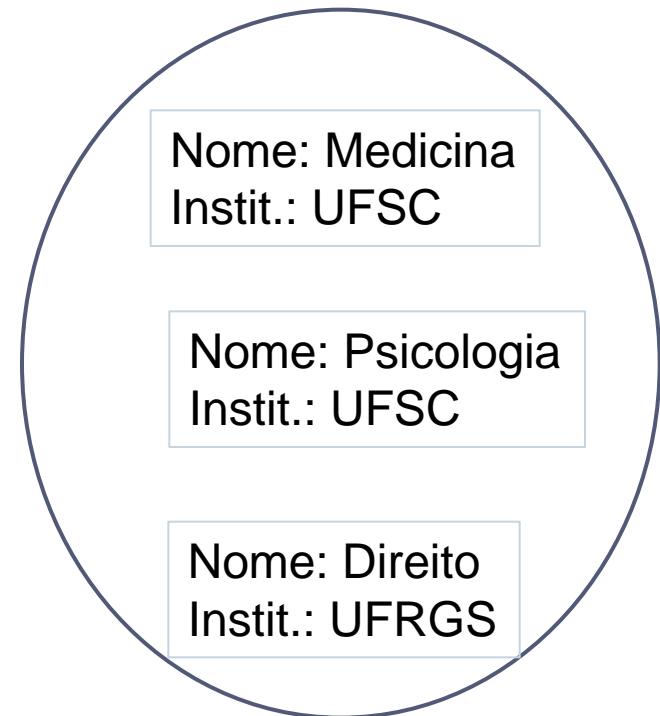 Nome: Medicina
Instit.: UFSC
Nome: Psicologia
Instit.: UFSC
Nome: Direito
Instit.: UFRGS